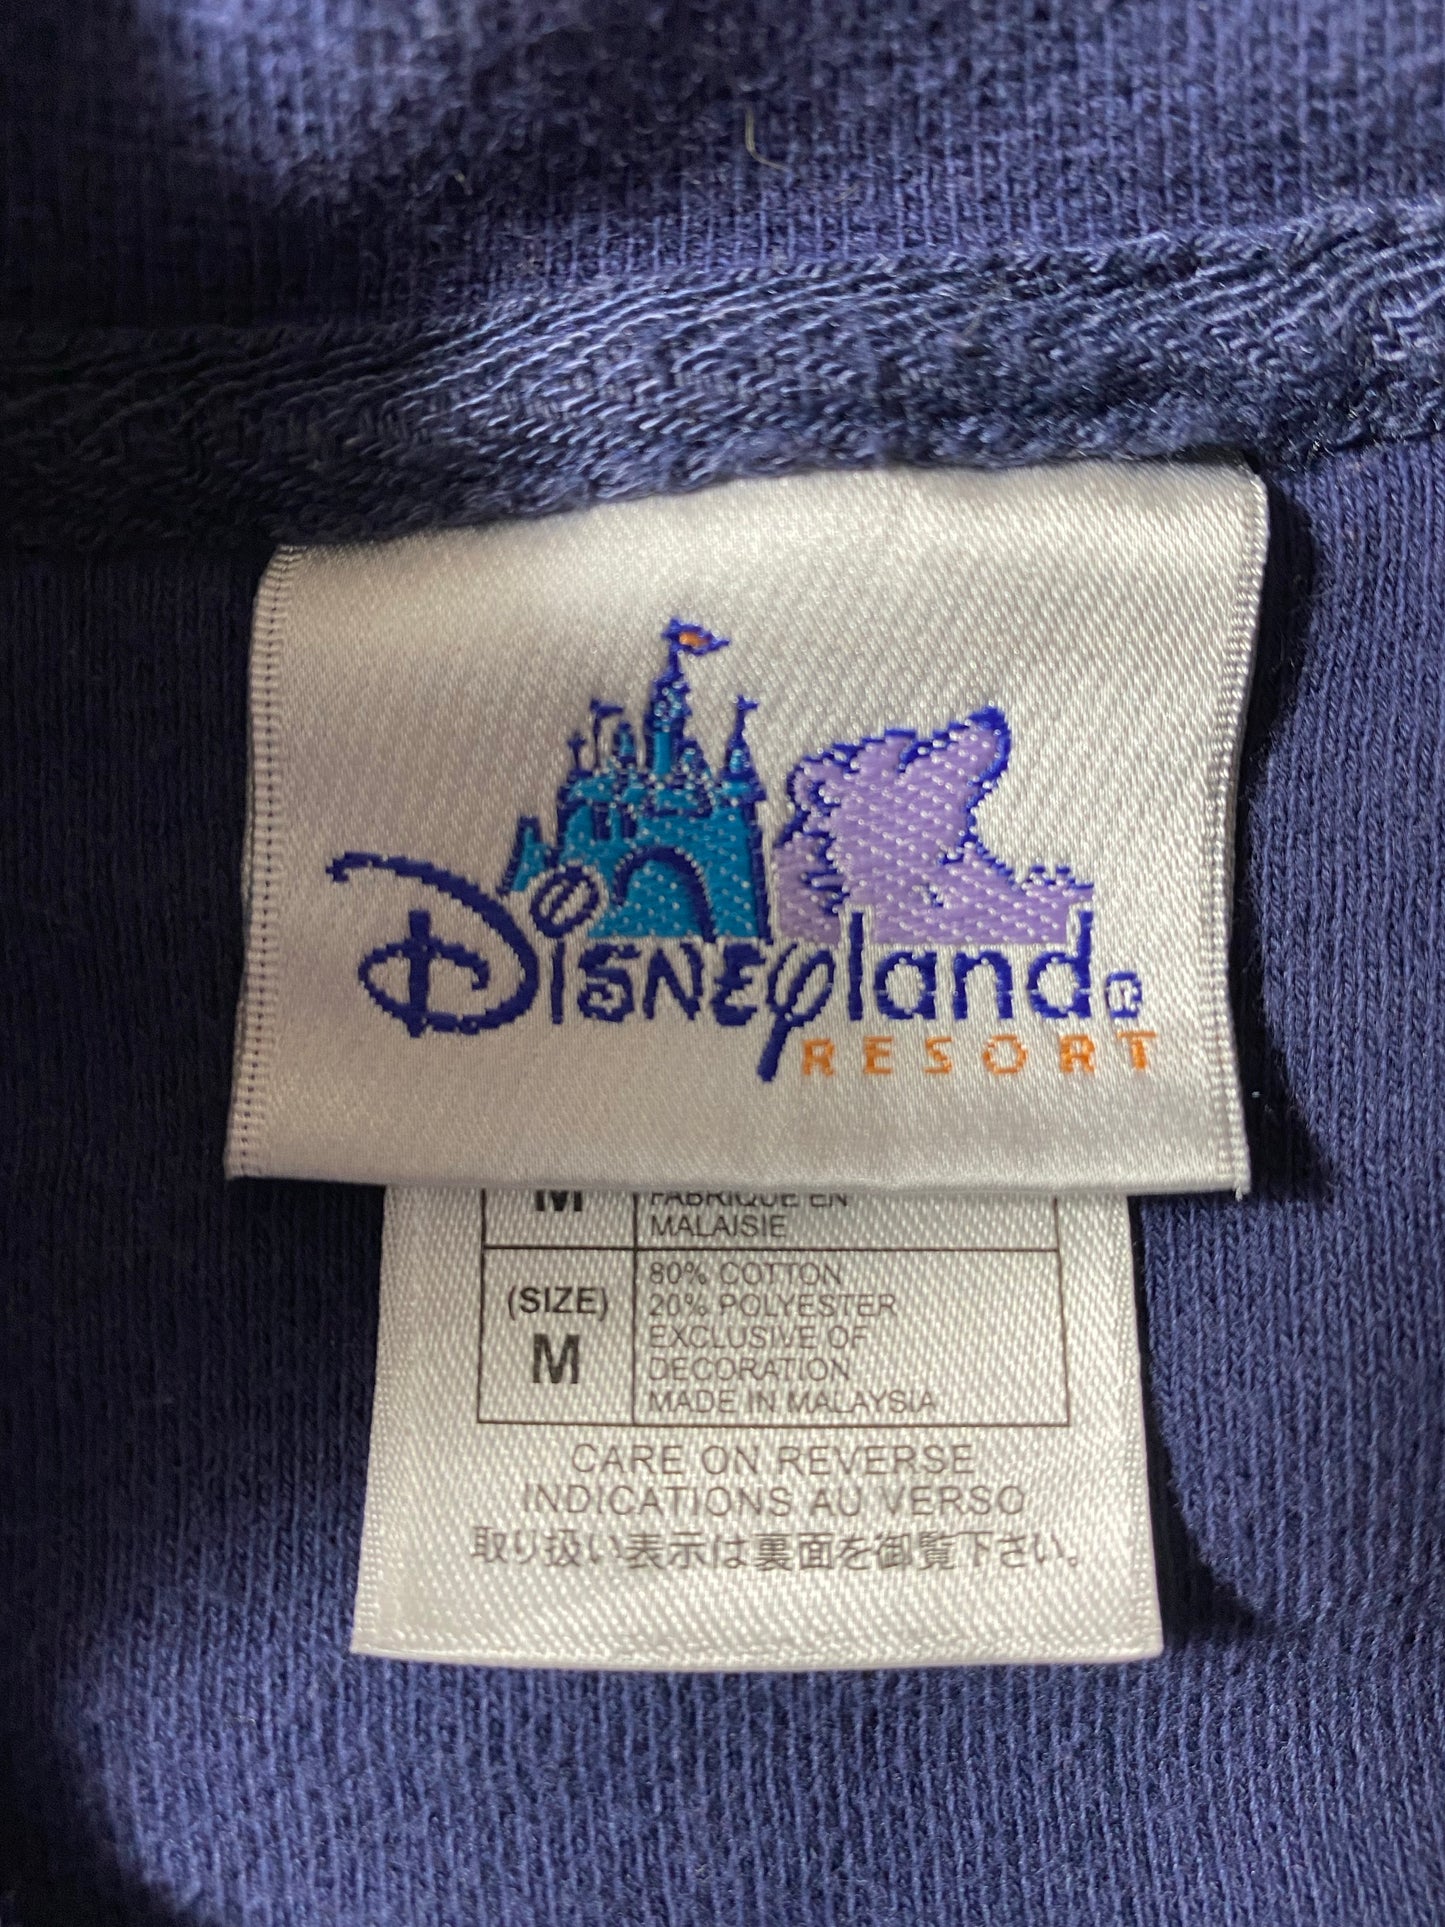 DISNEYland®
RESORT
M
FABRIQUE EN
MALAISIE
(SIZE)
M
80% COTTON
20% POLYESTER
EXCLUSIVE OF
DECORATION
MADE IN MALAYSIA
CARE ON REVERSE
INDICATIONS AU VERSO
取り扱い表示は裏面を御覧下さい。